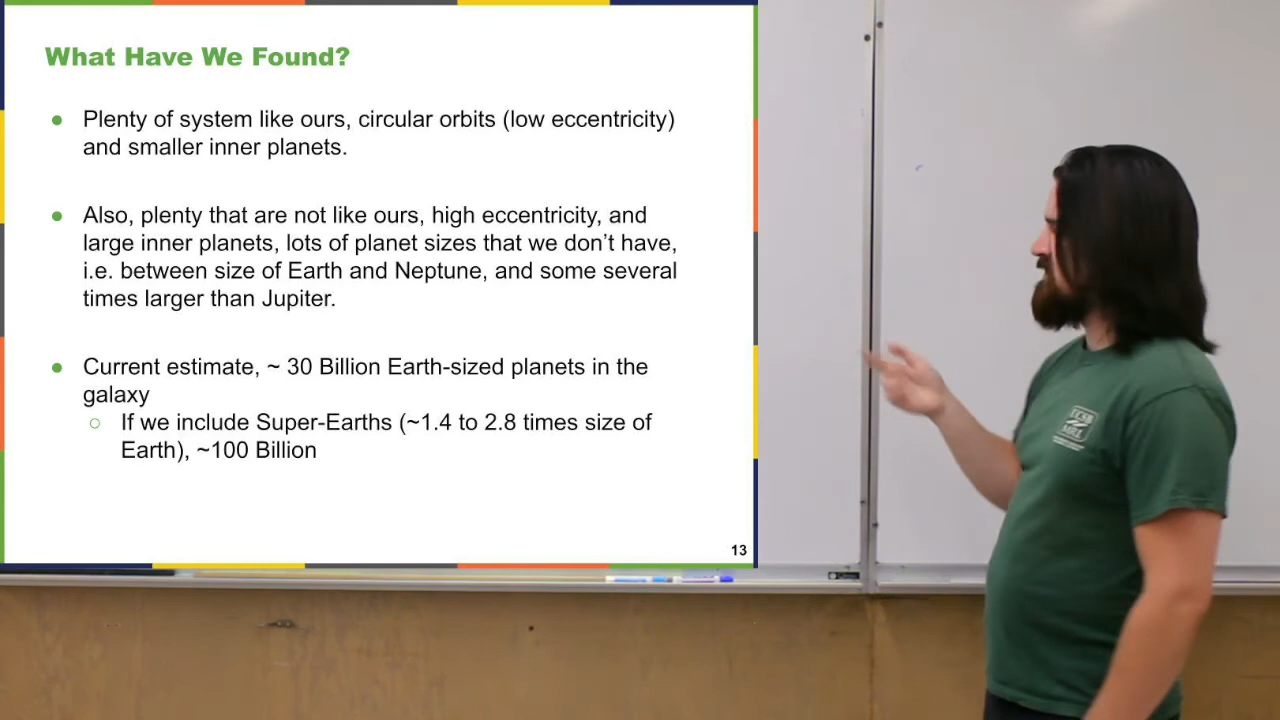 What Have We Found?
● Plenty of system like ours, circular orbits (low eccentricity)
and smaller inner planets.
● Also, plenty that are not like ours, high eccentricity, and
large inner planets, lots of planet sizes that we don't have,
i.e. between size of Earth and Neptune, and some several
times larger than Jupiter.
● Current estimate, ~ 30 Billion Earth-sized planets in the
galaxy
○ If we include Super-Earths (~1.4 to 2.8 times size of
Earth), ~100 Billion
13
UCSB
MRL